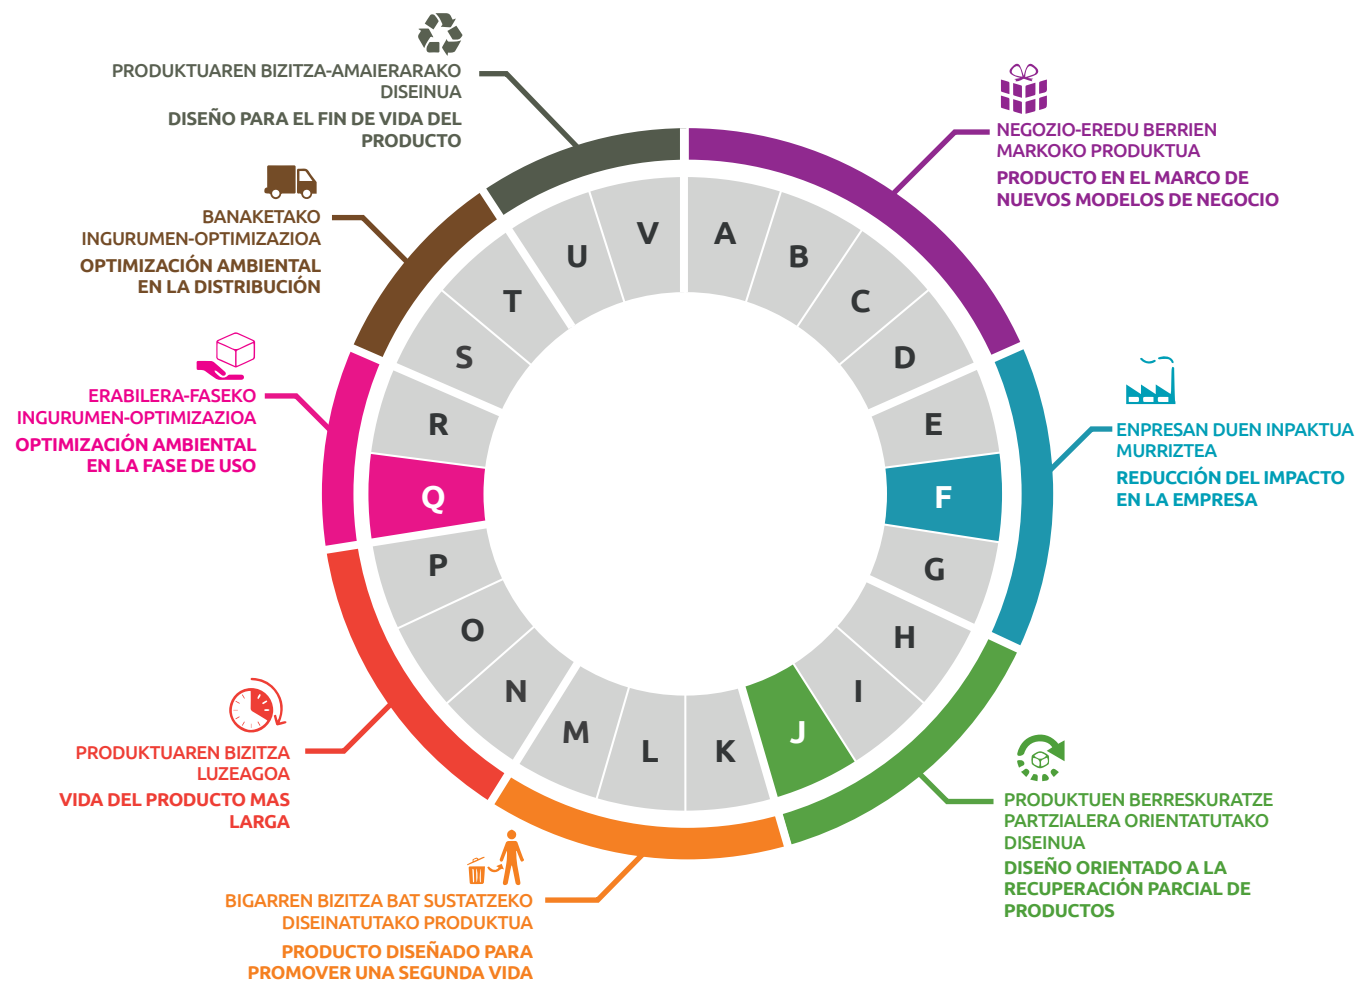 PRODUKTUAREN BIZITZA-AMAIERARAKO
DISEINUA
DISEÑO PARA EL FIN DE VIDA DEL
PRODUCTO
NEGOZIO-EREDU BERRIEN
MARKOKO PRODUKTUA
PRODUCTO EN EL MARCO DE
NUEVOS MODELOS DE NEGOCIO
BANAKETAKO
INGURUMEN-OPTIMIZAZIOA
OPTIMIZACIÓN AMBIENTAL
EN LA DISTRIBUCIÓN
ERABILERA-FASEKO
INGURUMEN-OPTIMIZAZIOA
OPTIMIZACIÓN AMBIENTAL
EN LA FASE DE USO
ENPRESAN DUEN INPAKTUA
MURRIZTEA
REDUCCIÓN DEL IMPACTO
EN LA EMPRESA
A
B
C
D
E
F
G
H
I
J
K
L
M
N
O
P
Q
R
S
T
U
V
PRODUKTUAREN BIZITZA
LUZEAGOA
VIDA DEL PRODUCTO MAS
LARGA
PRODUKTUEN BERRESKURATZE
PARTZIALERA ORIENTATUTAKO
DISEINUA
DISEÑO ORIENTADO A LA
RECUPERACIÓN PARCIAL DE
PRODUCTOS
BIGARREN BIZITZA BAT SUSTATZEKO
DISEINATUTAKO PRODUKTUA
PRODUCTO DISEÑADO PARA
PROMOVER UNA SEGUNDA VIDA